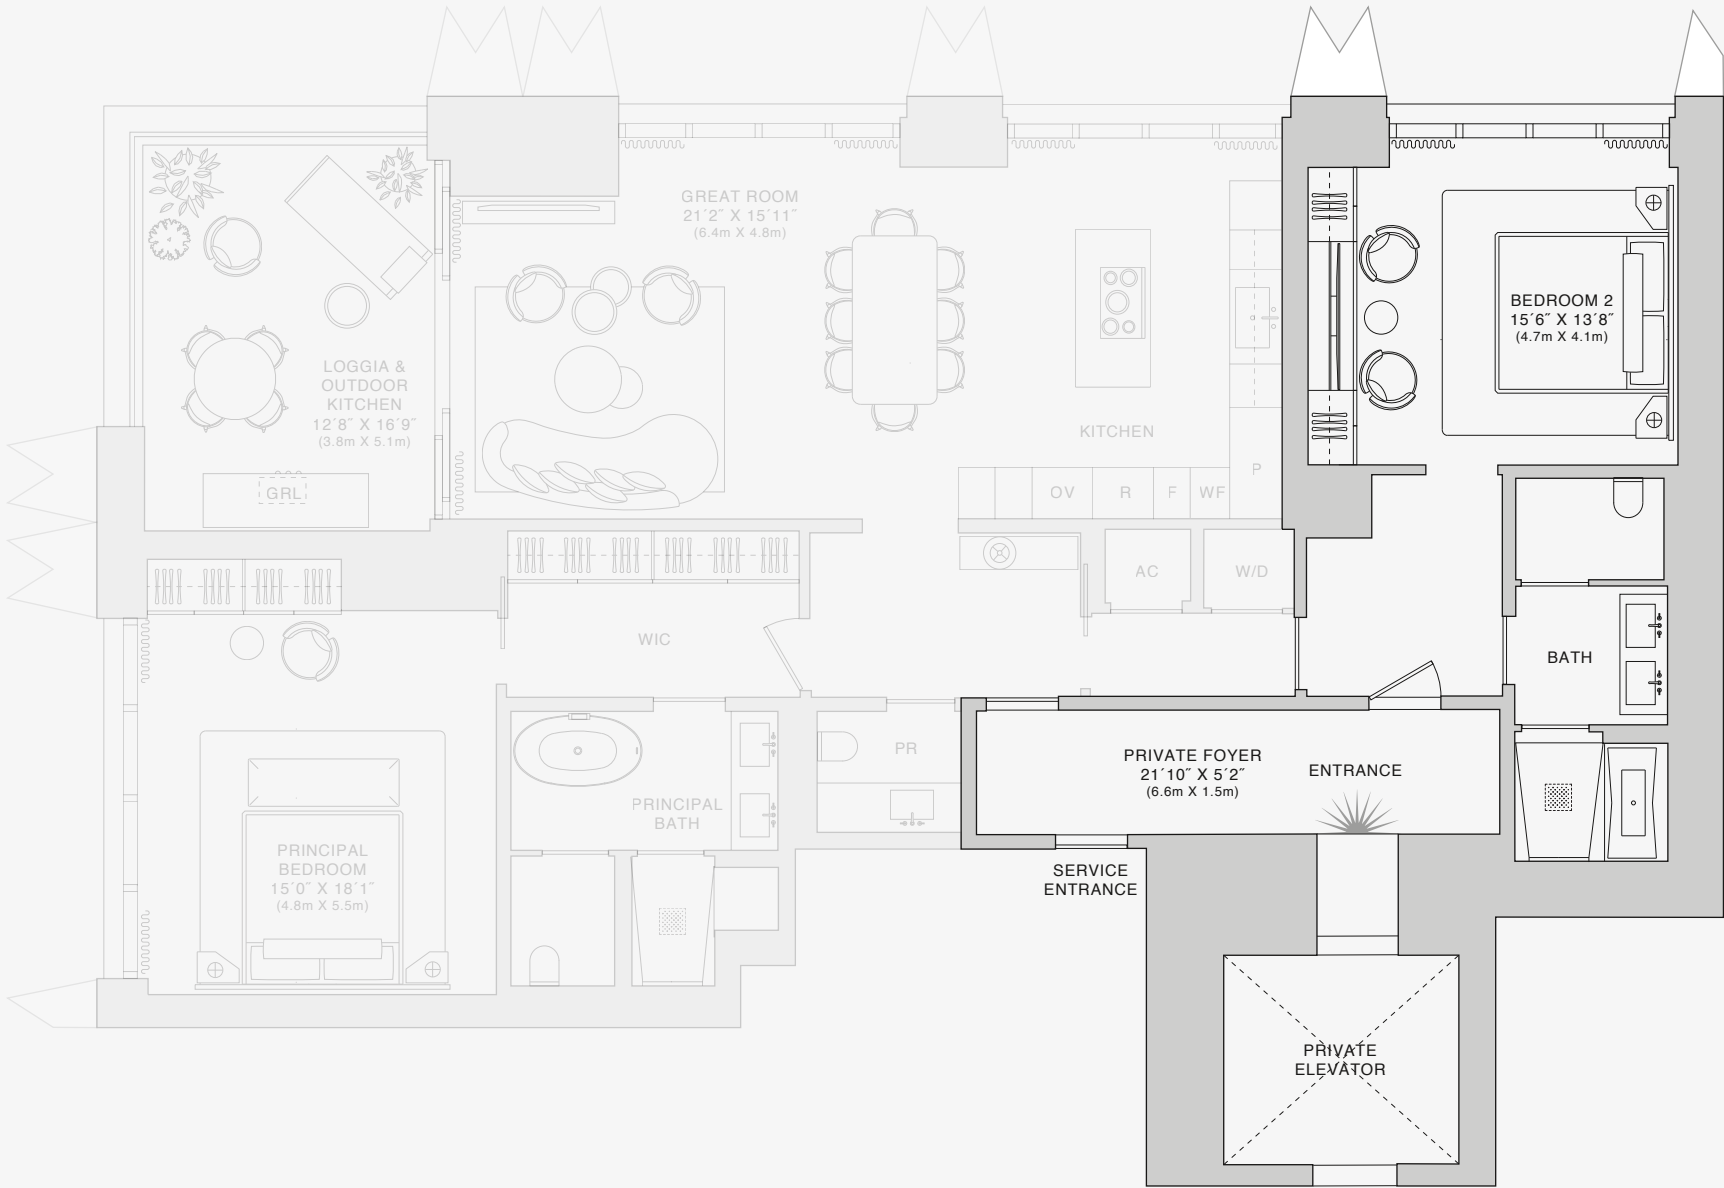 GREAT ROOM
21´2˝ X 15´11˝
(6.4m X 4.8m)
LOGGIA &
OUTDOOR
KITCHEN
12´8˝ X 16´9˝
(3.8m X 5.1m)
GRL
KITCHEN
OV
R
F
WF
P
BEDROOM 2
15´6˝ X 13´8˝
(4.7m X 4.1m)
AC
W/D
WIC
BATH
PR
PRIVATE FOYER
21´10˝ X 5´2˝
(6.6m X 1.5m)
ENTRANCE
PRINCIPAL
BATH
PRINCIPAL
BEDROOM
15´0˝ X 18´1˝
(4.8m X 5.5m)
SERVICE
ENTRANCE
PRIVATE
ELEVATOR